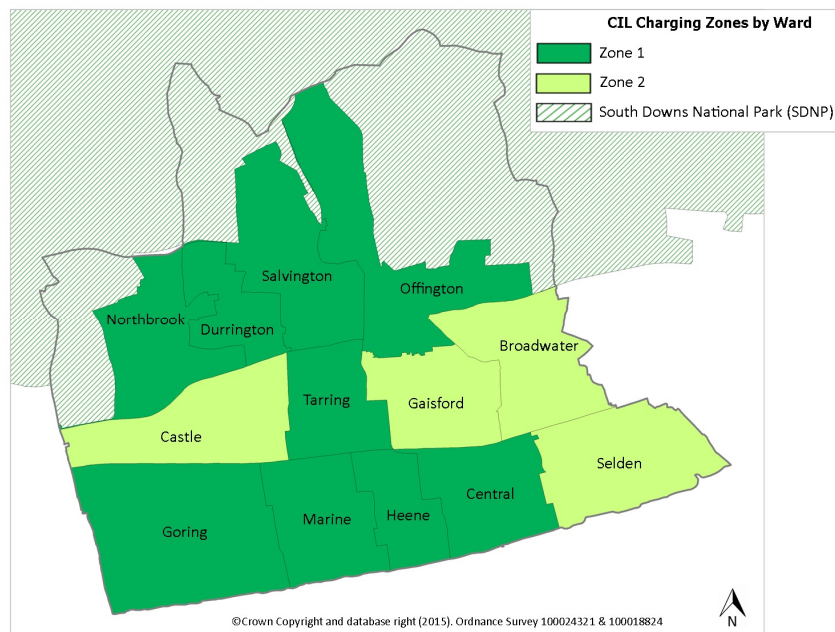 CIL Charging Zones by Ward
Zone 1
Zone 2
South Downs National Park (SDNP)
Salvington
Offington
Northbrook
Durrington
Broadwater
Tarring
Gaisford
Castle
Selden
Central
Marine
Heene
Goring
©Crown Copyright and database right (2015). Ordnance Survey 100024321 & 100018824
N